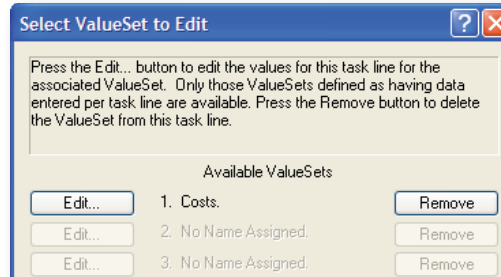 Select ValueSet to Edit
Press the Edit... button to edit the values for this task line for the
associated ValueSet. Only those ValueSets defined as having data
entered per task line are available. Press the Remove button to delete
the ValueSet from this task line.
Available ValueSets
Edit... 1. Costs. Remove
Edit... 2. No Name Assigned. Remove
Edit... 3. No Name Assigned. Remove